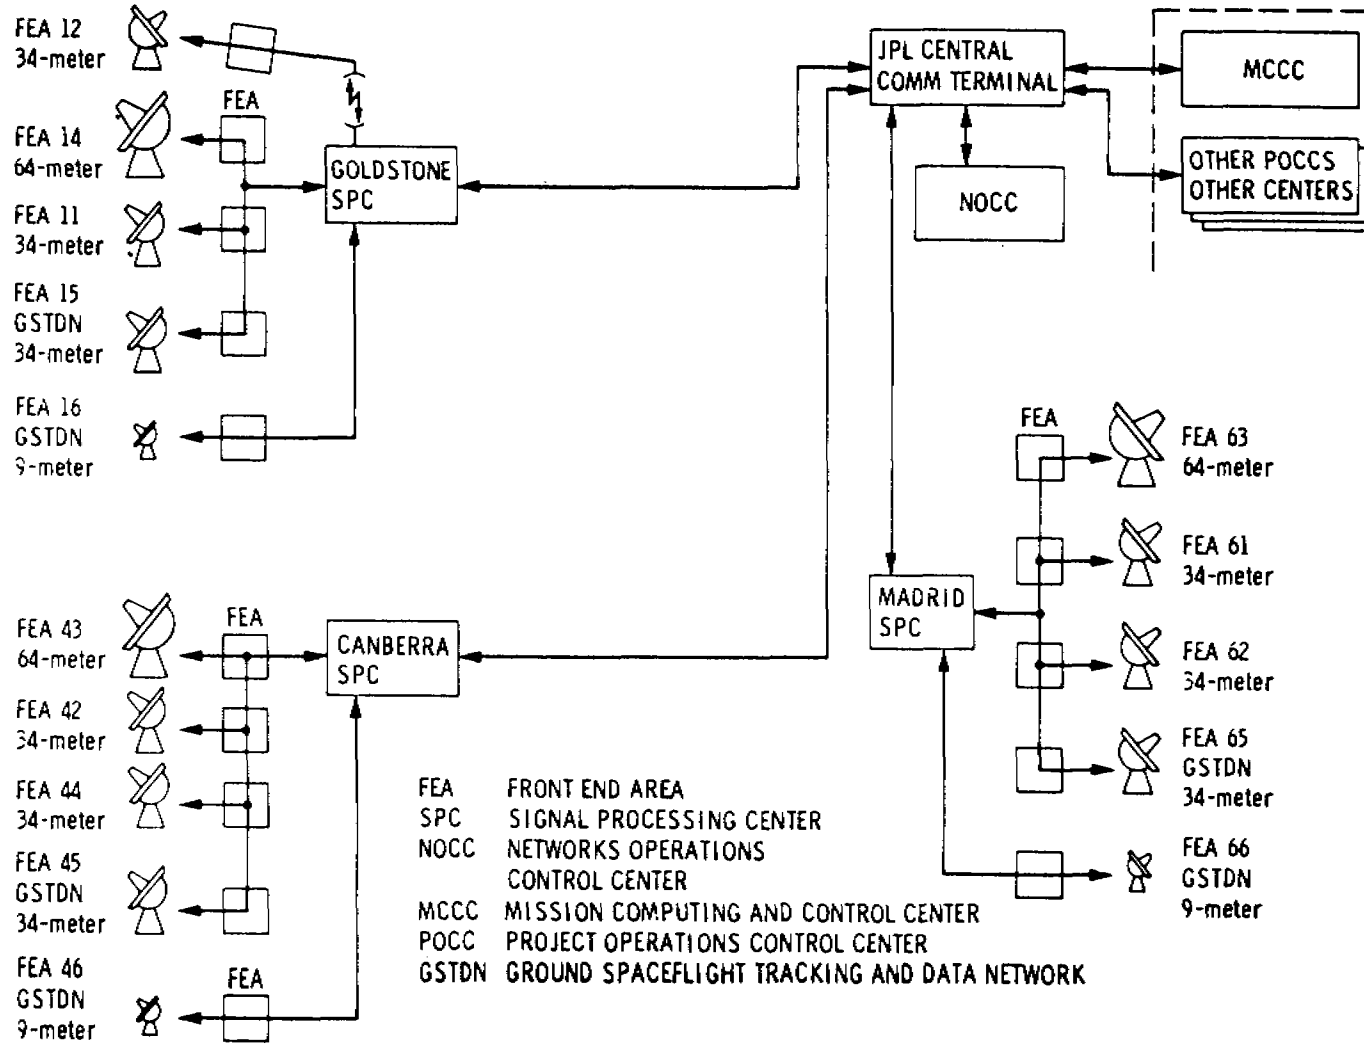 FEA 12
34-meter
FEA
FEA 14
64-meter
FEA 11
34-meter
FEA 15
GSTDN
34-meter
FEA 16
GSTDN
9-meter
GOLDSTONE
SPC
JPL CENTRAL
COMM TERMINAL
NOCC
MCCC
OTHER POCCS
OTHER CENTERS
FEA
FEA 63
64-meter
FEA 61
34-meter
FEA 62
34-meter
FEA 65
GSTDN
34-meter
FEA 66
GSTDN
9-meter
MADRID
SPC
FEA 43
64-meter
FEA
FEA 42
34-meter
FEA 44
34-meter
FEA 45
GSTDN
34-meter
FEA 46
GSTDN
9-meter
FEA
CANBERRA
SPC
FEA FRONT END AREA
SPC SIGNAL PROCESSING CENTER
NOCC NETWORKS OPERATIONS
CONTROL CENTER
MCCC MISSION COMPUTING AND CONTROL CENTER
POCC PROJECT OPERATIONS CONTROL CENTER
GSTDN GROUND SPACEFLIGHT TRACKING AND DATA NETWORK